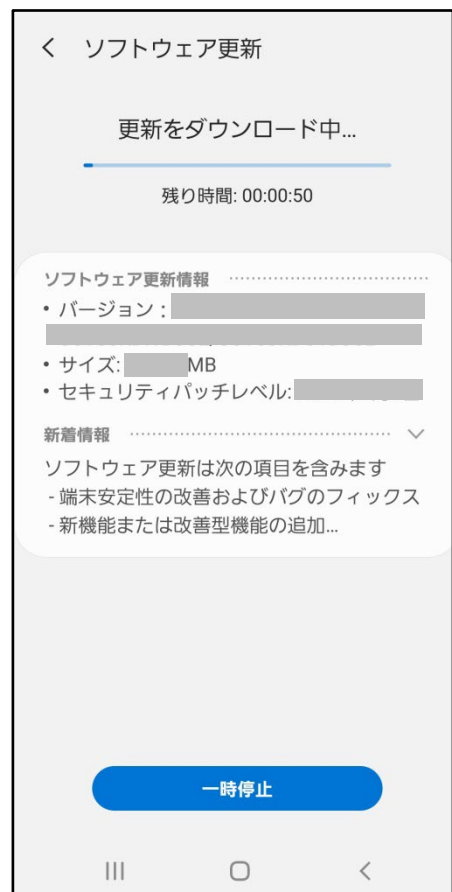 ソフトウェア更新
更新をダウンロード中...
残り時間: 00:00:50
ソフトウェア更新情報
・バージョン :
・サイズ: MB
・セキュリティパッチレベル:
新着情報
ソフトウェア更新は次の項目を含みます
- 端末安定性の改善およびバグのフィックス
- 新機能または改善型機能の追加...
一時停止